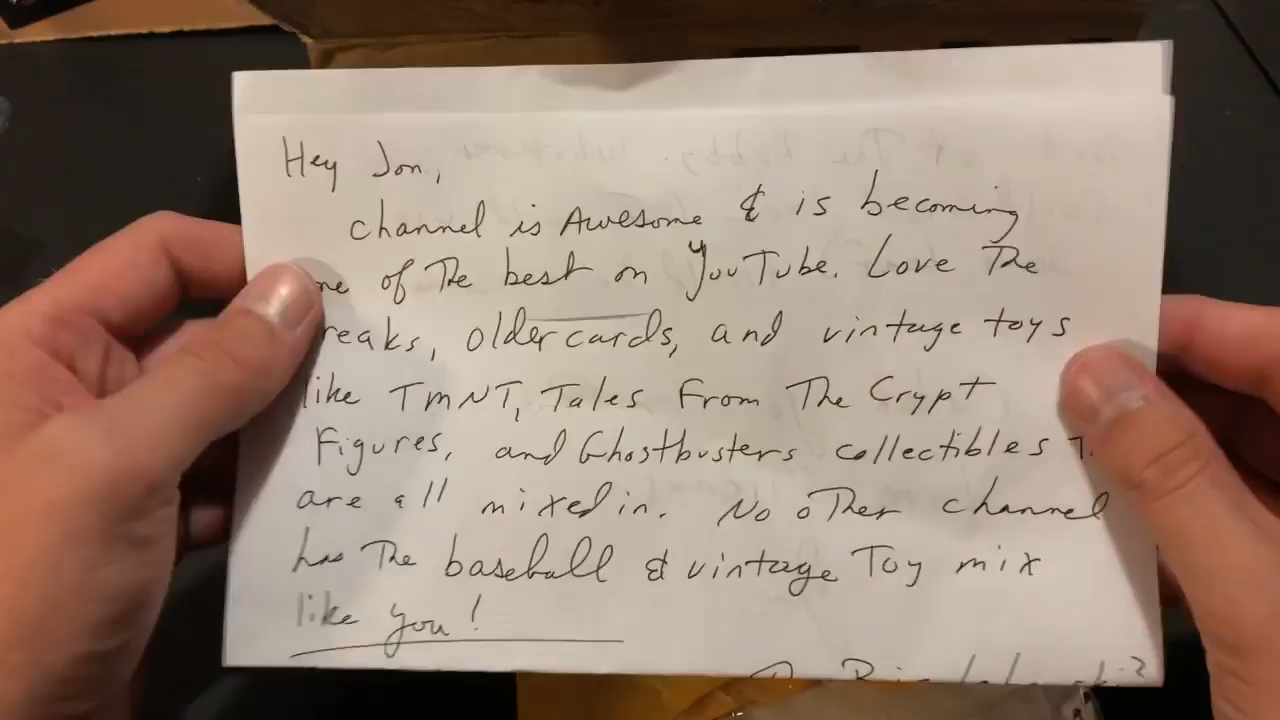 Hey Jon,
channel is Awesome & is becoming
of The best on YouTube. Love The
reaks, older cards, and vintage toys
like TMNT, Tales From The Crypt
Figures, and Ghostbusters collectibles
are all mixed in. No other channel
has The baseball & vintage Toy mix
like you!